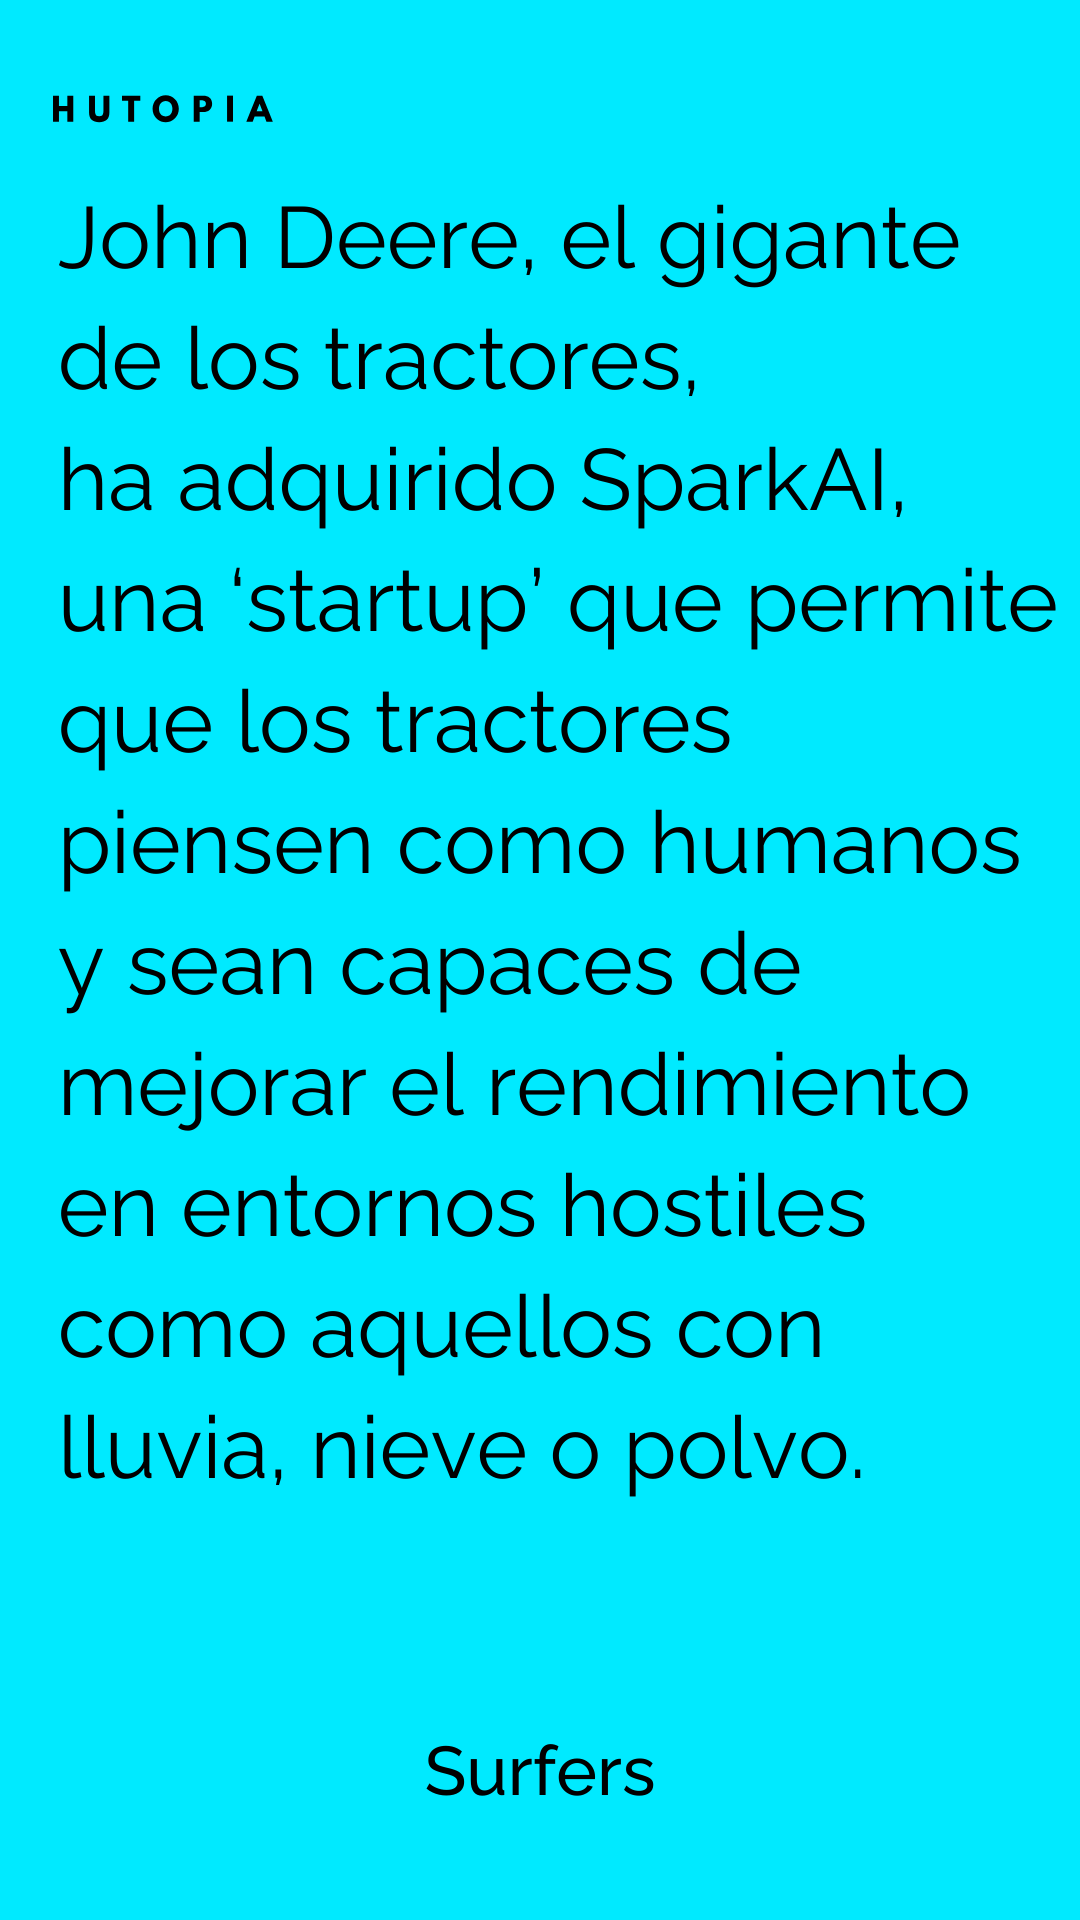 HUTOPIA
John Deere, el gigante
de los tractores,
ha adquirido SparkAI,
una ‘startup’ que permite
que los tractores
piensen como humanos
y sean capaces de
mejorar el rendimiento
en entornos hostiles
como aquellos con
lluvia, nieve o polvo.
Surfers